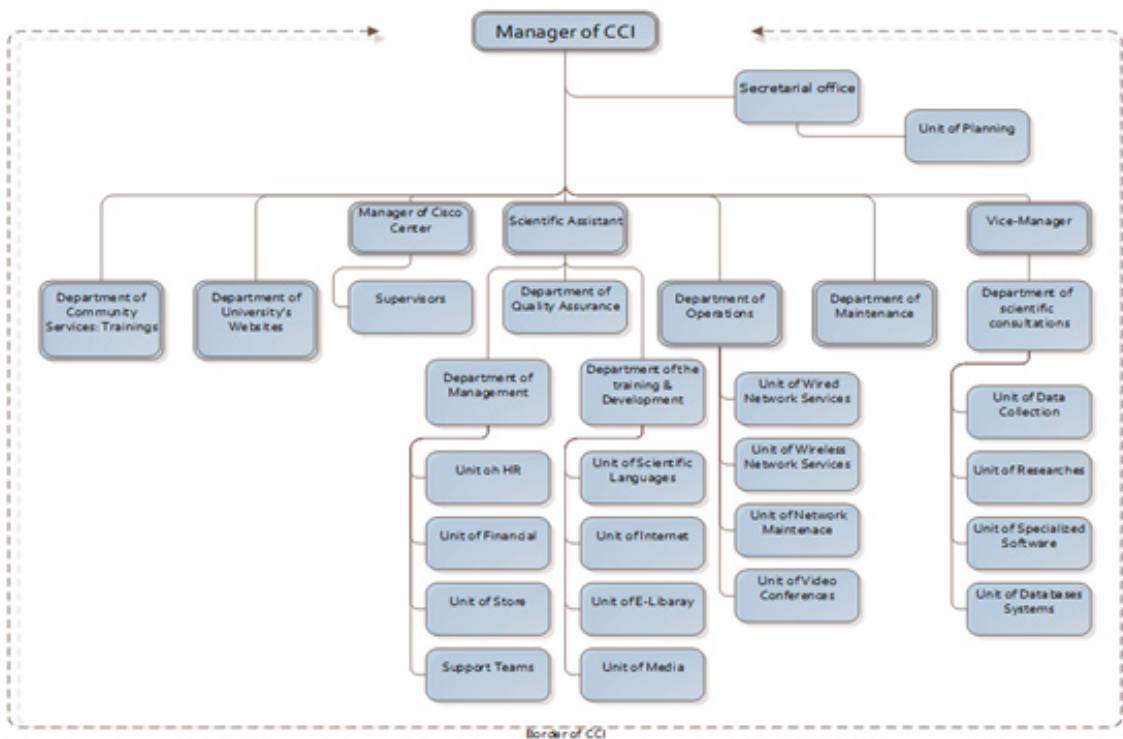 Manager of CCI
Secretarial office
Unit of Planning
Manager of Cisco
Center
Scientific Assistant
Vice-Manager
Department of
Community
Services: Trainings
Department of
University's
Websites
Supervisors
Department of
Quality Assurance
Department of
Operations
Department of
Maintenance
Department of
scientific
consultations
Department of
Management
Department of the
training &
Development
Unit of Wired
Network Services
Unit of Data
Collection
Unit oh HR
Unit of Scientific
Languages
Unit of Wireless
Network Services
Unit of Researches
Unit of Financial
Unit of Internet
Unit of Network
Maintenace
Unit of Specialized
Software
Unit of Store
Unit of E-Libaray
Unit of Video
Conferences
Unit of Databases
Systems
Support Teams
Unit of Media
Border of CCI